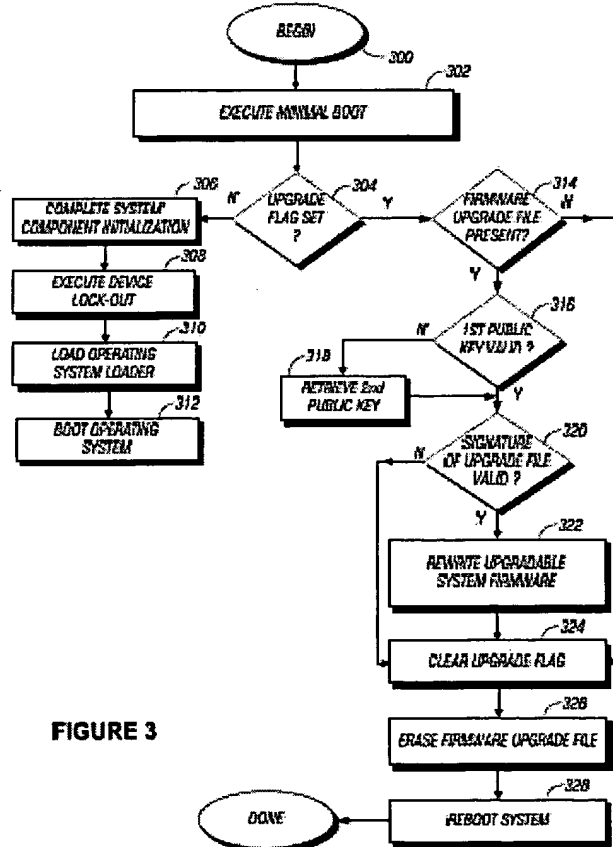 BEGIN
300
302
EXECUTE MINIMAL BOOT
306
COMPLETE SYSTEM
COMPONENT INITIALIZATION
N
304
UPGRADE
FLAG SET
?
Y
314
FIRMWARE
UPGRADE FILE
PRESENT?
N
308
EXECUTE DEVICE
LOCK-OUT
Y
316
1ST PUBLIC
KEY VALID ?
N
Y
310
LOAD OPERATING
SYSTEM LOADER
318
RETRIEVE 2nd
PUBLIC KEY
312
BOOT OPERATING
SYSTEM
320
SIGNATURE
OF UPGRADE FILE
VALID ?
N
Y
322
REWRITE UPGRADABLE
SYSTEM FIRMWARE
324
CLEAR UPGRADE FLAG
FIGURE 3
326
ERASE FIRMWARE UPGRADE FILE
328
REBOOT SYSTEM
DONE